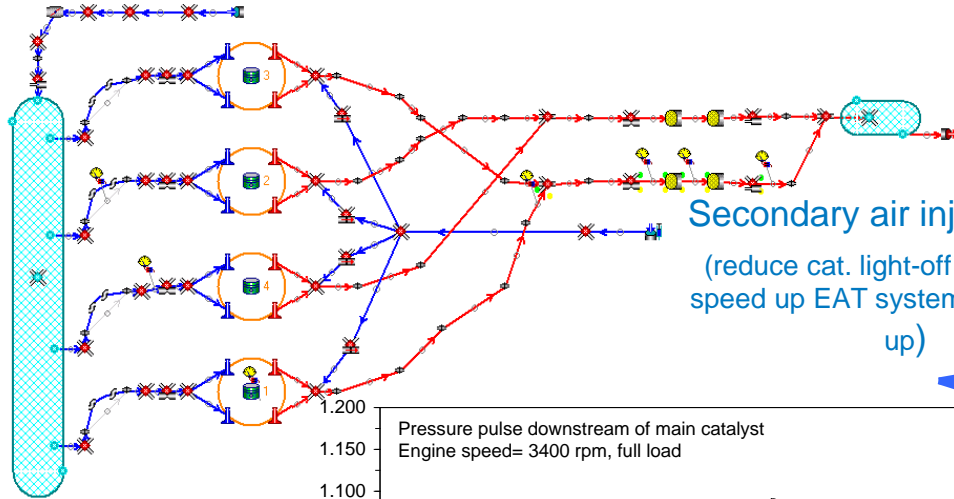 3
2
4
1
Secondary air
(reduce cat. light-off
speed up EAT system
up)
1.200
1.150
1.100
Pressure pulse downstream of main catalyst
Engine speed= 3400 rpm, full load